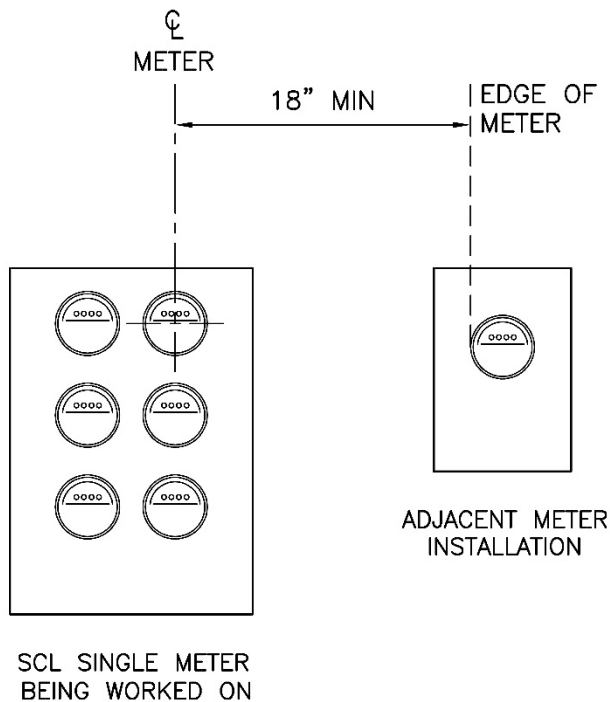 ℄
METER
18" MIN
EDGE OF
METER
ADJACENT METER
INSTALLATION
SCL SINGLE METER
BEING WORKED ON